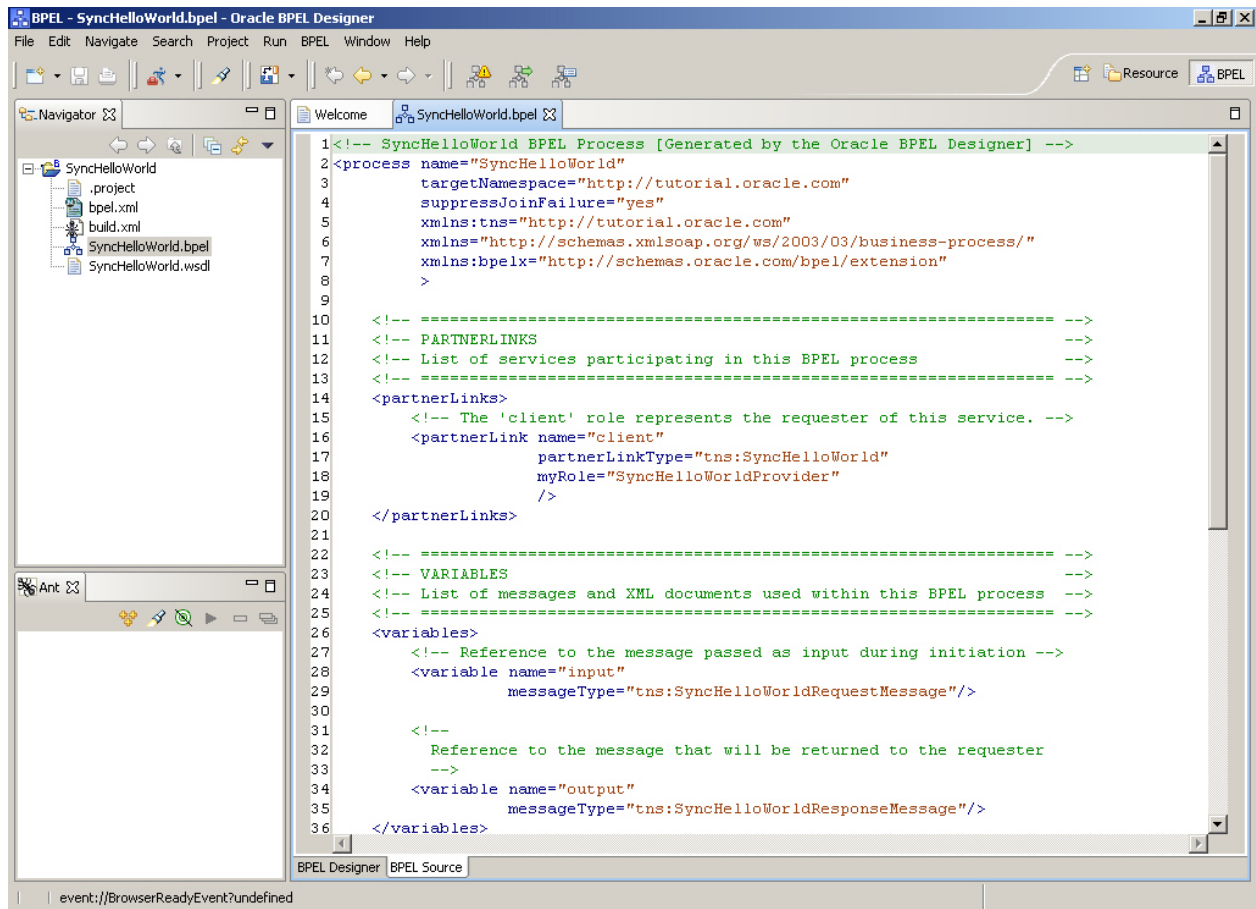 BPEL - SyncHelloWorld.bpel - Oracle BPEL Designer
File Edit Navigate Search Project Run BPEL Window Help
Resource BPEL
Navigator
SyncHelloWorld
.project
bpel.xml
build.xml
SyncHelloWorld.bpel
SyncHelloWorld.wsdl
Ant
Welcome SyncHelloWorld.bpel
1 <!-- SyncHelloWorld BPEL Process [Generated by the Oracle BPEL Designer] -->
2 <process name="SyncHelloWorld"
3 targetNamespace="http://tutorial.oracle.com"
4 suppressJoinFailure="yes"
5 xmlns:tns="http://tutorial.oracle.com"
6 xmlns="http://schemas.xmlsoap.org/ws/2003/03/business-process/"
7 xmlns:bpelx="http://schemas.oracle.com/bpel/extension"
8 >
9
10 <!-- ================================================================= -->
11 <!-- PARTNERLINKS -->
12 <!-- List of services participating in this BPEL process -->
13 <!-- ================================================================= -->
14 <partnerLinks>
15 <!-- The 'client' role represents the requester of this service. -->
16 <partnerLink name="client"
17 partnerLinkType="tns:SyncHelloWorld"
18 myRole="SyncHelloWorldProvider"
19 />
20 </partnerLinks>
21
22 <!-- ================================================================= -->
23 <!-- VARIABLES -->
24 <!-- List of messages and XML documents used within this BPEL process -->
25 <!-- ================================================================= -->
26 <variables>
27 <!-- Reference to the message passed as input during initiation -->
28 <variable name="input"
29 messageType="tns:SyncHelloWorldRequestMessage"/>
30
31 <!--
32 Reference to the message that will be returned to the requester
33 -->
34 <variable name="output"
35 messageType="tns:SyncHelloWorldResponseMessage"/>
36 </variables>
BPEL Designer BPEL Source
event://BrowserReadyEvent?undefined